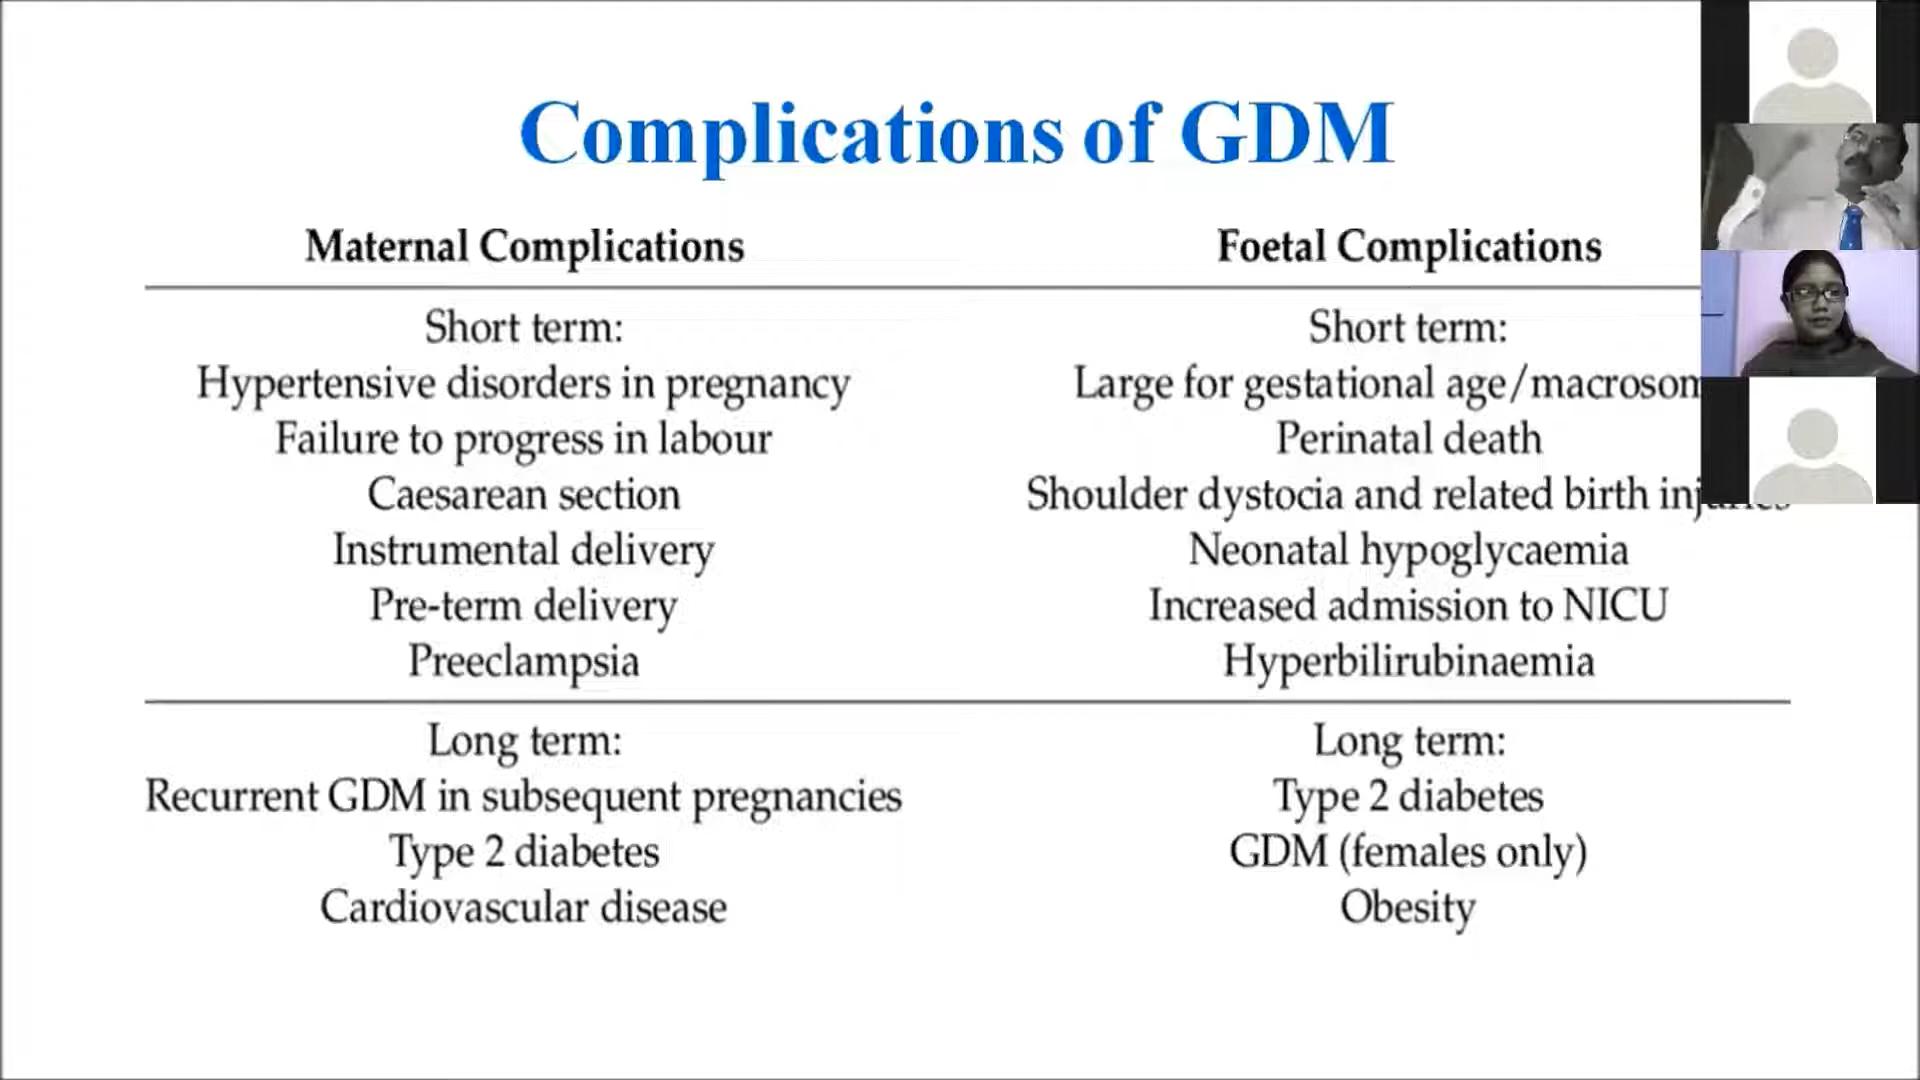 Complications of GDM
Maternal Complications
Foetal Complications
Short term:
Hypertensive disorders in pregnancy
Failure to progress in labour
Caesarean section
Instrumental delivery
Pre-term delivery
Preeclampsia
Short term:
Large for gestational age/macrosom
Perinatal death
Shoulder dystocia and related birth injuries
Neonatal hypoglycaemia
Increased admission to NICU
Hyperbilirubinaemia
Long term:
Recurrent GDM in subsequent pregnancies
Type 2 diabetes
Cardiovascular disease
Long term:
Type 2 diabetes
GDM (females only)
Obesity